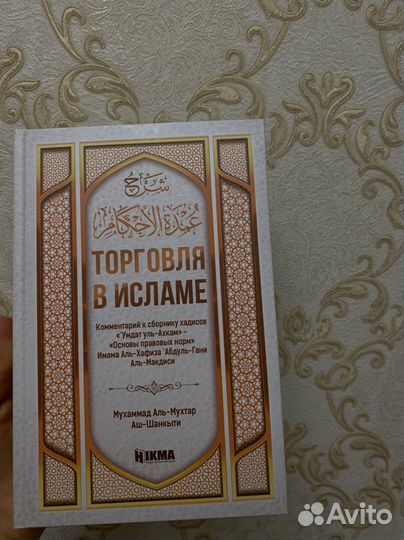 شرح
عمدة الأحكام
ТОРГОВЛЯ
В ИСЛАМЕ
Комментарий к сборнику хадисов
«'Умдат уль-Ахкам» -
«Основы правовых норм»
Имама Аль-Хафиза 'Абдуль-Гани
Аль-Макдиси
Мухаммад Аль-Мухтар
Аш-Шанкыти
HIKMA
Avito